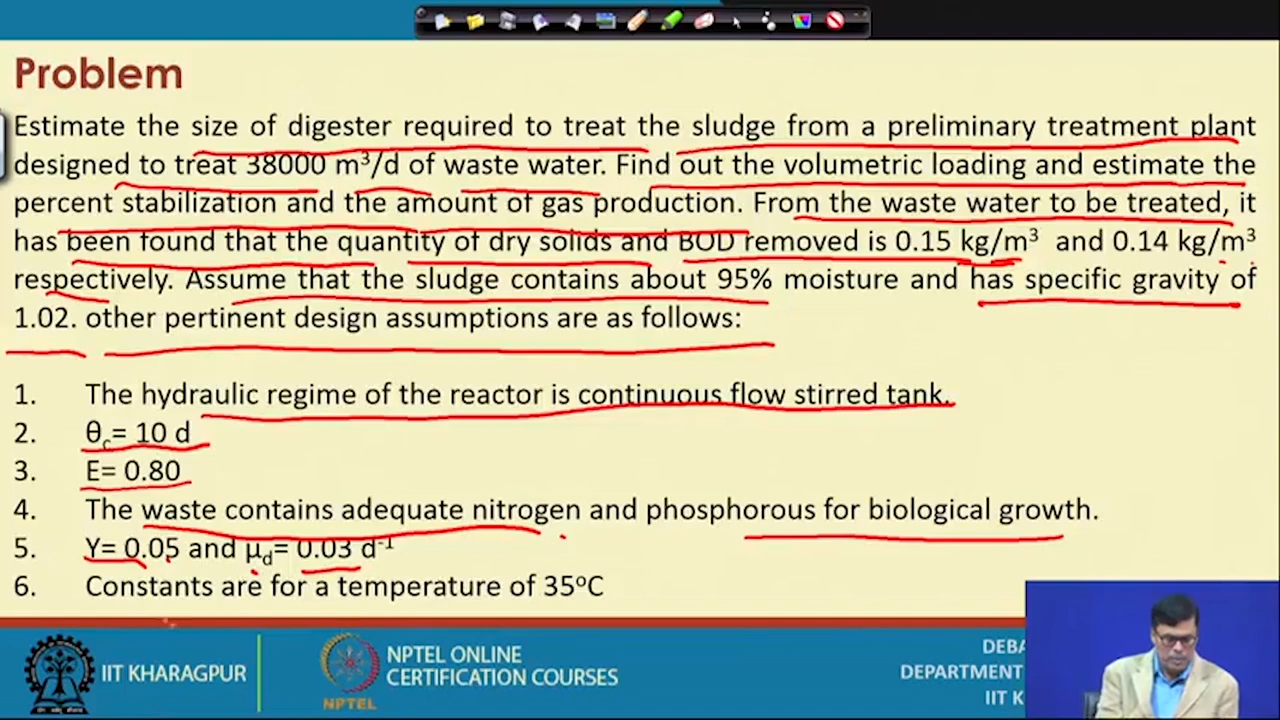 Problem
Estimate the size of digester required to treat the sludge from a preliminary treatment plant
designed to treat 38000 m³/d of waste water. Find out the volumetric loading and estimate the
percent stabilization and the amount of gas production. From the waste water to be treated, it
has been found that the quantity of dry solids and BOD removed is 0.15 kg/m³ and 0.14 kg/m³
respectively. Assume that the sludge contains about 95% moisture and has specific gravity of
1.02. other pertinent design assumptions are as follows:
1. The hydraulic regime of the reactor is continuous flow stirred tank.
2. θc= 10 d
3. E= 0.80
4. The waste contains adequate nitrogen and phosphorous for biological growth.
5. Y= 0.05 and μd= 0.03 d⁻¹
6. Constants are for a temperature of 35ºC
IIT KHARAGPUR
NPTEL
NPTEL ONLINE
CERTIFICATION COURSES
DEBA
DEPARTMENT
IIT K